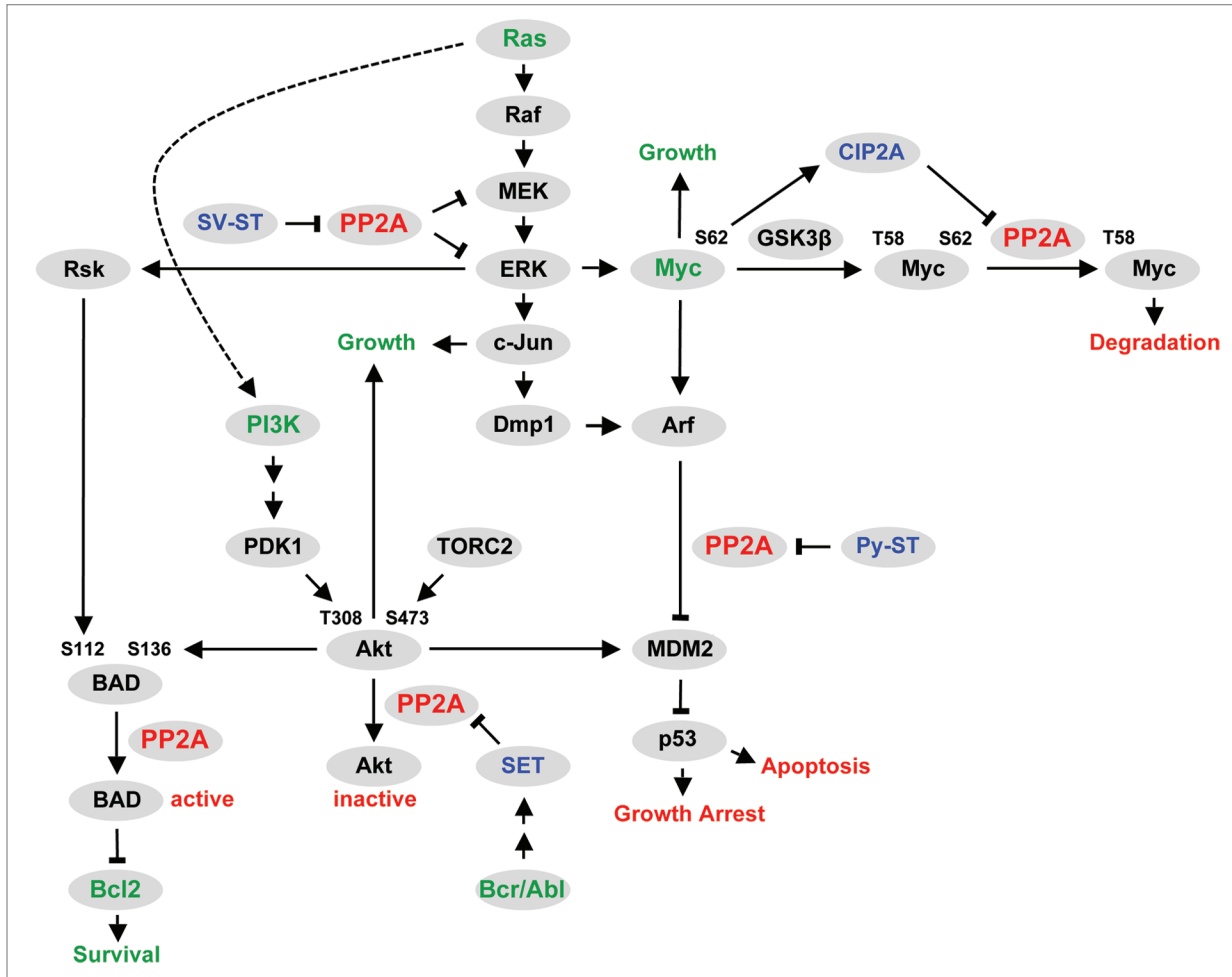 Ras
Raf
Growth
CIP2A
MEK
SV-ST
PP2A
S62
GSK3β
T58
S62
PP2A
T58
Rsk
ERK
Myc
Myc
Myc
Growth
c-Jun
Degradation
PI3K
Dmp1
Arf
PDK1
TORC2
PP2A
Py-ST
T308
S473
S112
S136
Akt
MDM2
BAD
PP2A
PP2A
p53
Akt
SET
Apoptosis
BAD
active
inactive
Growth Arrest
Bcl2
Bcr/Abl
Survival